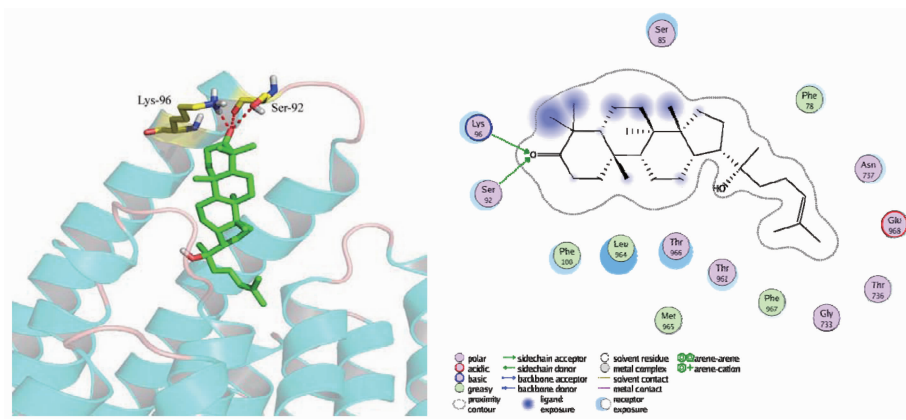 Lys-96
Ser-92
Ser
85
Phe
78
Lys
96
Asn
737
Ser
92
HO
Glu
968
Phe
100
Leu
964
Thr
966
Thr
961
Thr
736
Phe
967
Gly
733
Met
965
polar
acidic
basic
greasy
proximity
contour
sidechain acceptor
sidechain donor
backbone acceptor
backbone donor
ligand
exposure
solvent residue
metal complex
solvent contact
metal contact
receptor
exposure
arene-arene
arene-cation